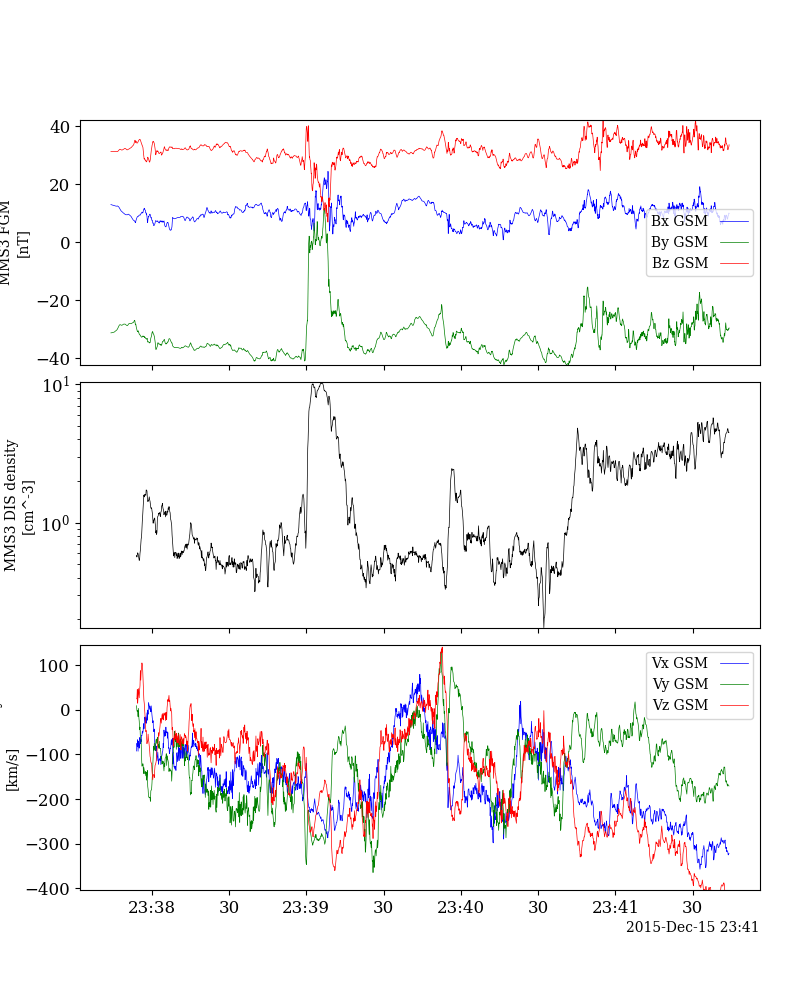 40
20
0
−20
−40
MMS3 FGM
[nT]
Bx GSM
By GSM
Bz GSM
10^1
10^0
MMS3 DIS density
[cm^-3]
100
0
−100
−200
−300
−400
[km/s]
Vx GSM
Vy GSM
Vz GSM
23:38 30 23:39 30 23:40 30 23:41 30
2015-Dec-15 23:41